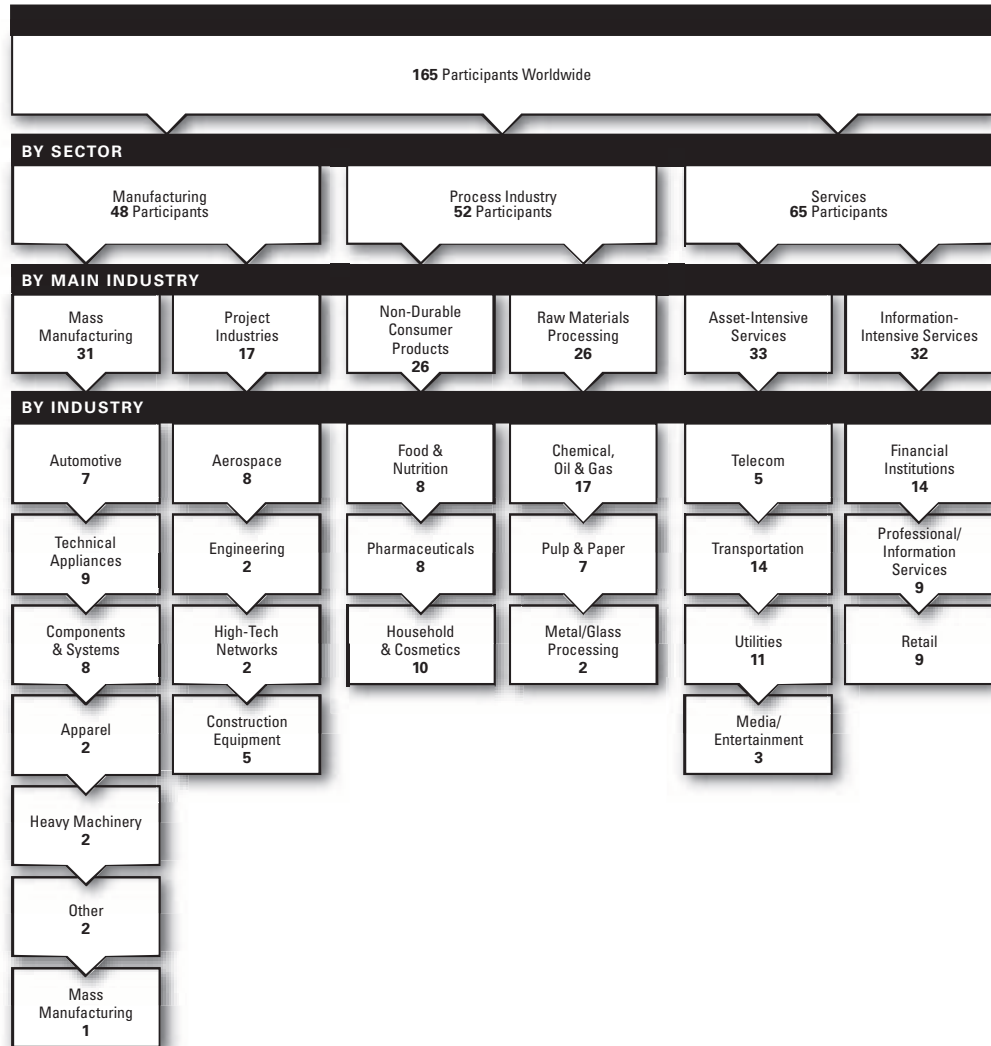 165 Participants Worldwide
BY SECTOR
Manufacturing
48 Participants
Process Industry
52 Participants
Services
65 Participants
BY MAIN INDUSTRY
Mass
Manufacturing
31
Project
Industries
17
Non-Durable
Consumer
Products
26
Raw Materials
Processing
26
Asset-Intensive
Services
33
Information-
Intensive Services
32
BY INDUSTRY
Automotive
7
Aerospace
8
Food &
Nutrition
8
Chemical,
Oil & Gas
17
Telecom
5
Financial
Institutions
14
Technical
Appliances
9
Engineering
2
Pharmaceuticals
8
Pulp & Paper
7
Transportation
14
Professional/
Information
Services
9
Components
& Systems
8
High-Tech
Networks
2
Household
& Cosmetics
10
Metal/Glass
Processing
2
Utilities
11
Retail
9
Apparel
2
Construction
Equipment
5
Media/
Entertainment
3
Heavy Machinery
2
Other
2
Mass
Manufacturing
1